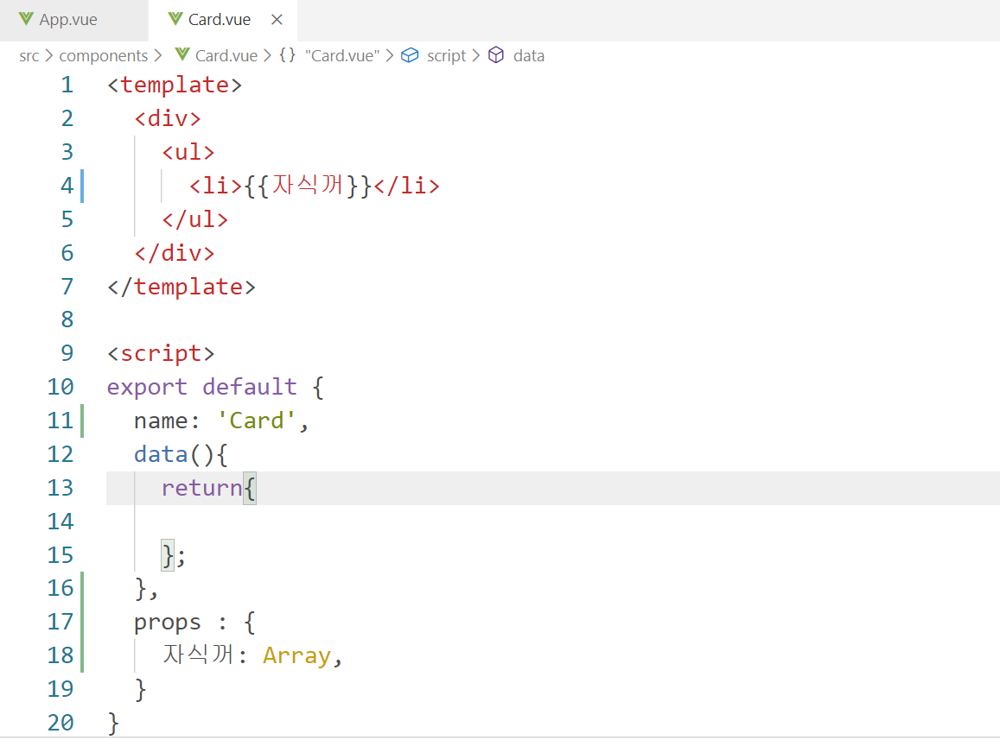 App.vue Card.vue ×
src > components > Card.vue > {} "Card.vue" > script > data
1 <template>
2 <div>
3 <ul>
4 <li>{{자식꺼}}</li>
5 </ul>
6 </div>
7 </template>
8
9 <script>
10 export default {
11 name: 'Card',
12 data(){
13 return{
14
15 };
16 },
17 props : {
18 자식꺼: Array,
19 }
20 }